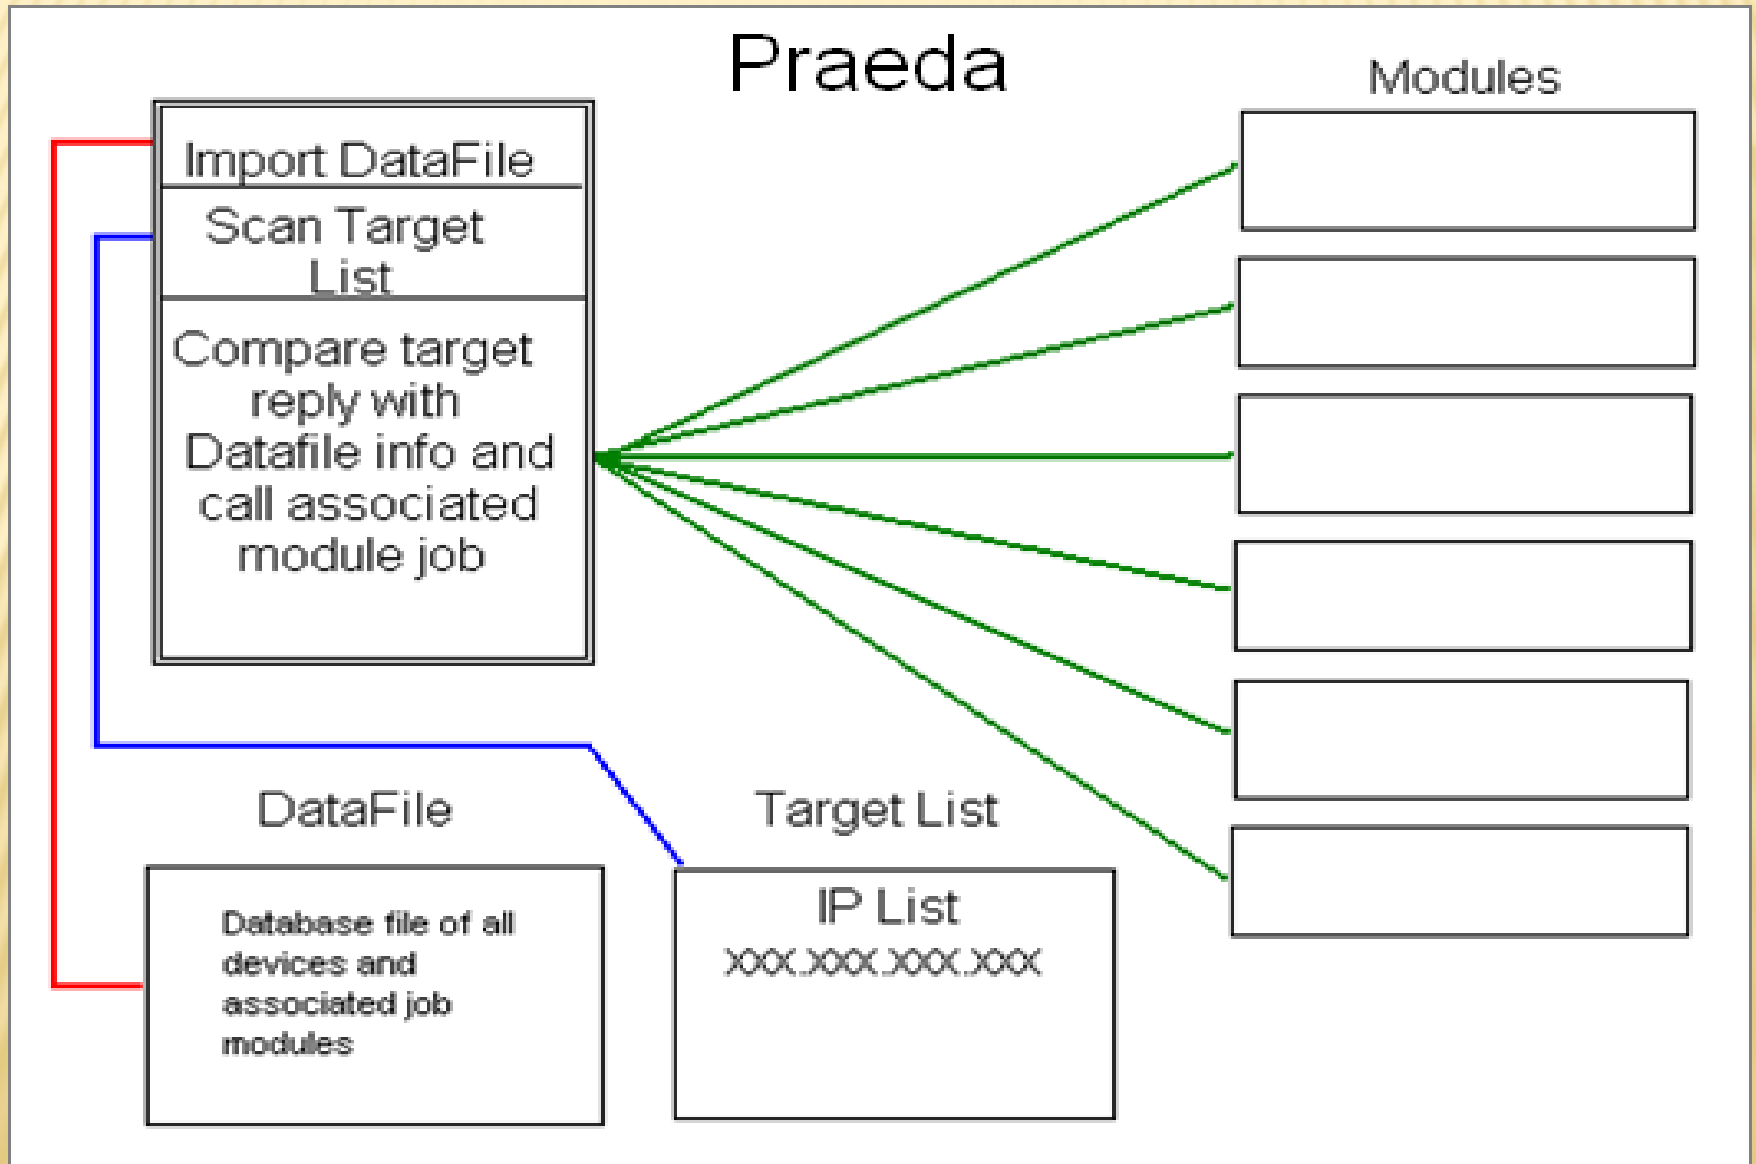 Praeda
Modules
Import DataFile
Scan Target
List
Compare target
reply with
Datafile info and
call associated
module job
DataFile
Database file of all
devices and
associated job
modules
Target List
IP List
XXX.XXX.XXX.XXX